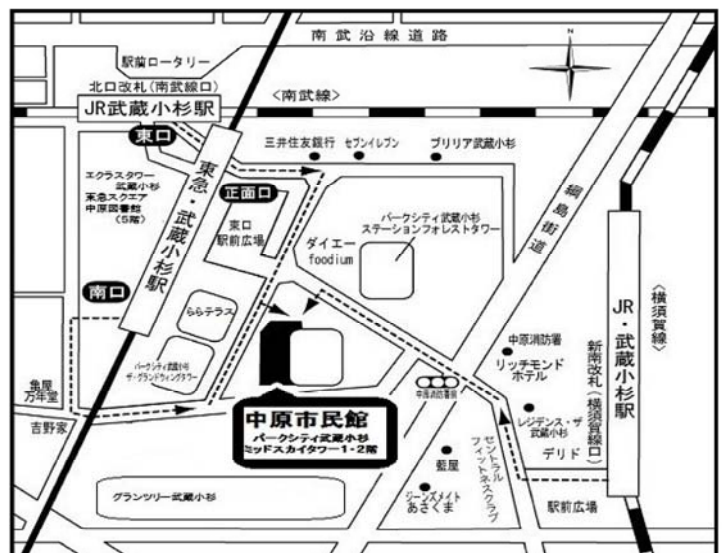 南武沿線道路
N
駅前ロータリー
北口改札(南武線口)
JR武蔵小杉駅
〈南武線〉
東口
三井住友銀行
セブンイレブン
ブリリア武蔵小杉
エクラスタワー
武蔵小杉
東急スクエア
中原図書館
〈5階〉
東急・武蔵小杉駅
正面口
東口
駅前広場
ダイエー
foodium
パークシティ武蔵小杉
ステーションフォレストタワー
綱島街道
南口
ららテラス
パークシティ武蔵小杉
ザ・グランドウイングタワー
亀屋
万年堂
吉野家
中原市民館
パークシティ武蔵小杉
ミッドスカイタワー1・2階
グランツリー武蔵小杉
中原消防署
リッチモンド
ホテル
中原消防署前
レジデンス・ザ
武蔵小杉
デリド
藍屋
ジーンズメイト
あさくま
セントラル
フィットネスクラブ
新南改札(横須賀線口)
JR・武蔵小杉駅
〈横須賀線〉
駅前広場